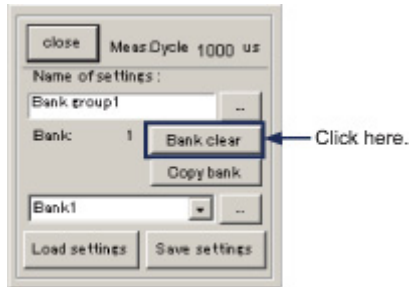 close Meas.Cycle 1000 us
Name of settings :
Bank group1 ...
Bank: 1 Bank clear Click here.
Copy bank
Bank1 ...
Load settings Save settings